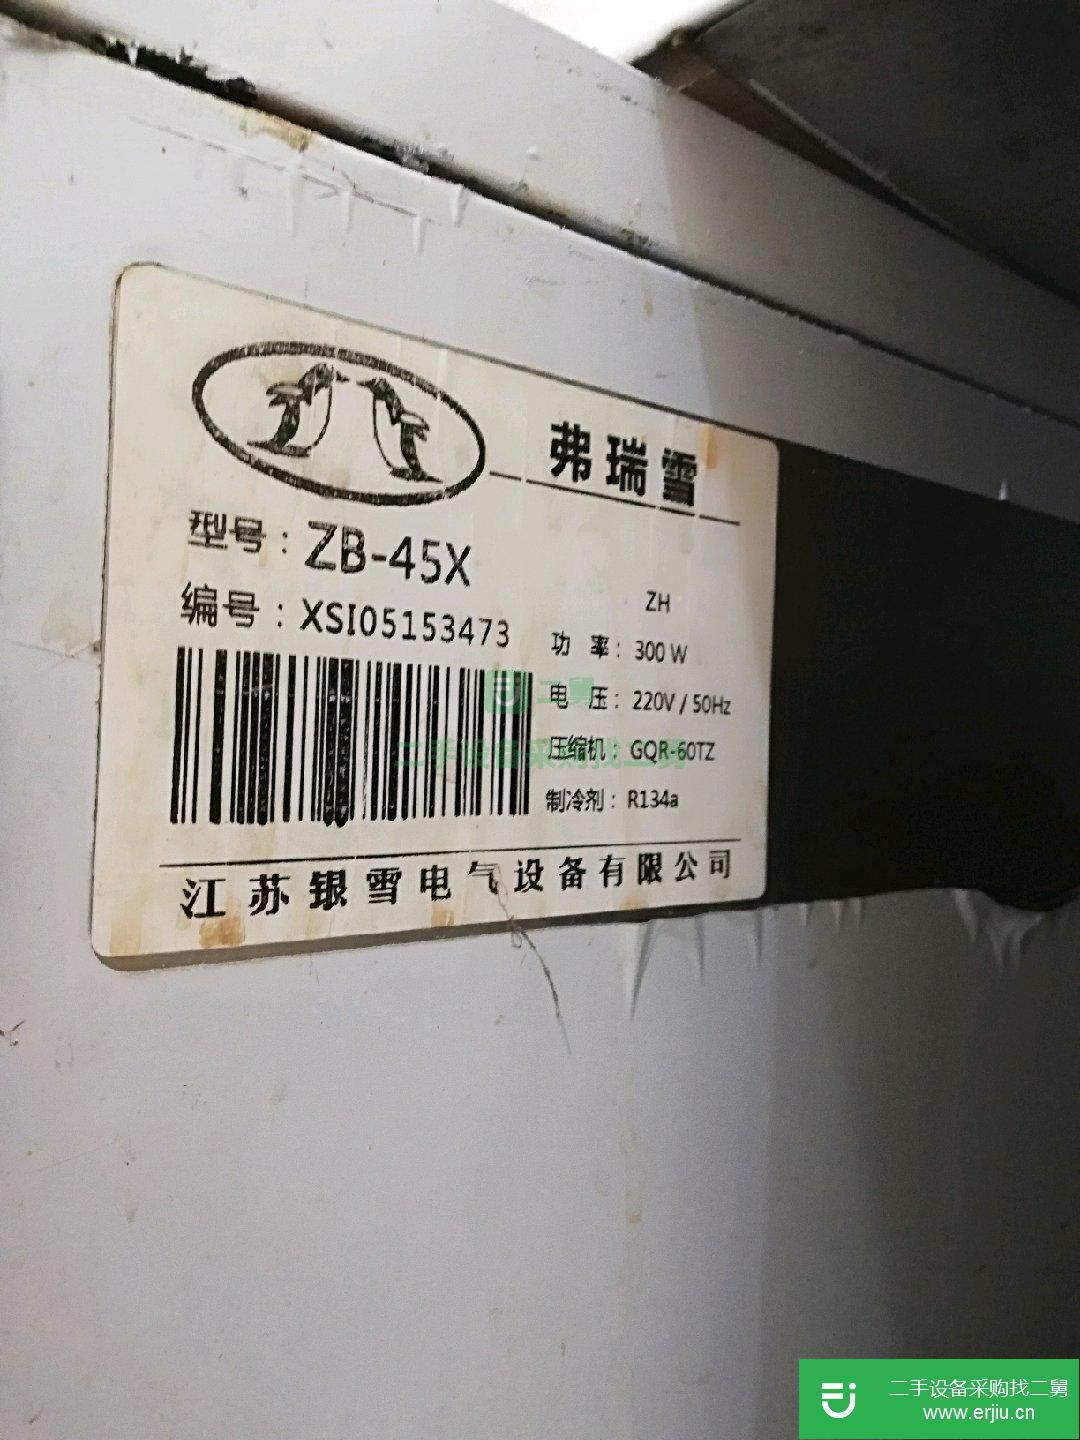 弗瑞雪
型号：ZB-45X
编号：XSI05153473
ZH
功 率：300 W
电 压：220V / 50Hz
压缩机：GQR-60TZ
制冷剂：R134a
二舅
二手设备采购找二舅
江苏银雪电气设备有限公司
二手设备采购找二舅
www.erjiu.cn